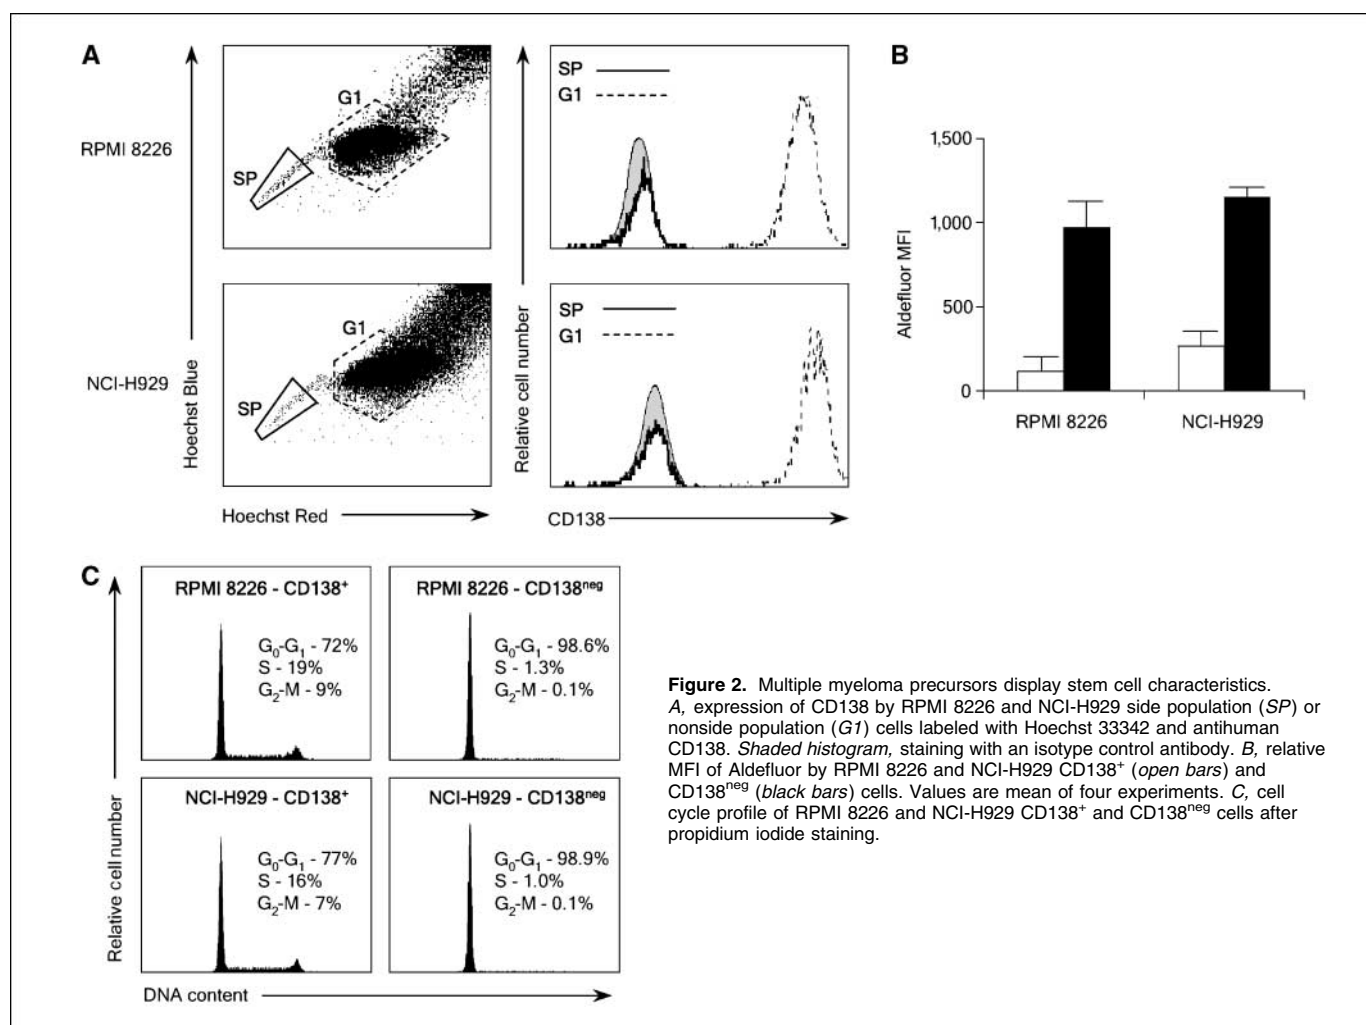 A
RPMI 8226
G1
SP
SP
G1
NCI-H929
G1
SP
SP
G1
Hoechst Blue
Hoechst Red
Relative cell number
CD138
B
Aldefluor MFI
1,500
1,000
500
0
RPMI 8226
NCI-H929
C
RPMI 8226 - CD138⁺
G₀-G₁ - 72%
S - 19%
G₂-M - 9%
RPMI 8226 - CD138ⁿᵉᵍ
G₀-G₁ - 98.6%
S - 1.3%
G₂-M - 0.1%
NCI-H929 - CD138⁺
G₀-G₁ - 77%
S - 16%
G₂-M - 7%
NCI-H929 - CD138ⁿᵉᵍ
G₀-G₁ - 98.9%
S - 1.0%
G₂-M - 0.1%
Relative cell number
DNA content
Figure 2. Multiple myeloma precursors display stem cell characteristics.
A, expression of CD138 by RPMI 8226 and NCI-H929 side population (SP) or
nonside population (G1) cells labeled with Hoechst 33342 and antihuman
CD138. Shaded histogram, staining with an isotype control antibody. B, relative
MFI of Aldefluor by RPMI 8226 and NCI-H929 CD138⁺ (open bars) and
CD138ⁿᵉᵍ (black bars) cells. Values are mean of four experiments. C, cell
cycle profile of RPMI 8226 and NCI-H929 CD138⁺ and CD138ⁿᵉᵍ cells after
propidium iodide staining.